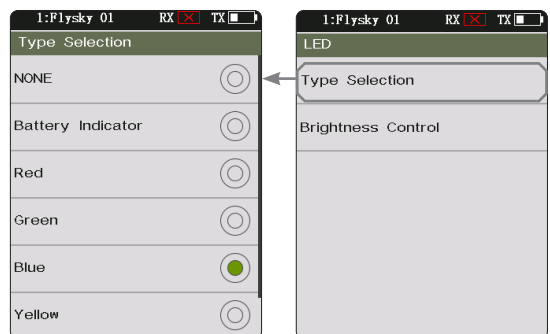 1:Flysky 01 RX TX
Type Selection
NONE
Battery Indicator
Red
Green
Blue
Yellow
1:Flysky 01 RX TX
LED
Type Selection
Brightness Control